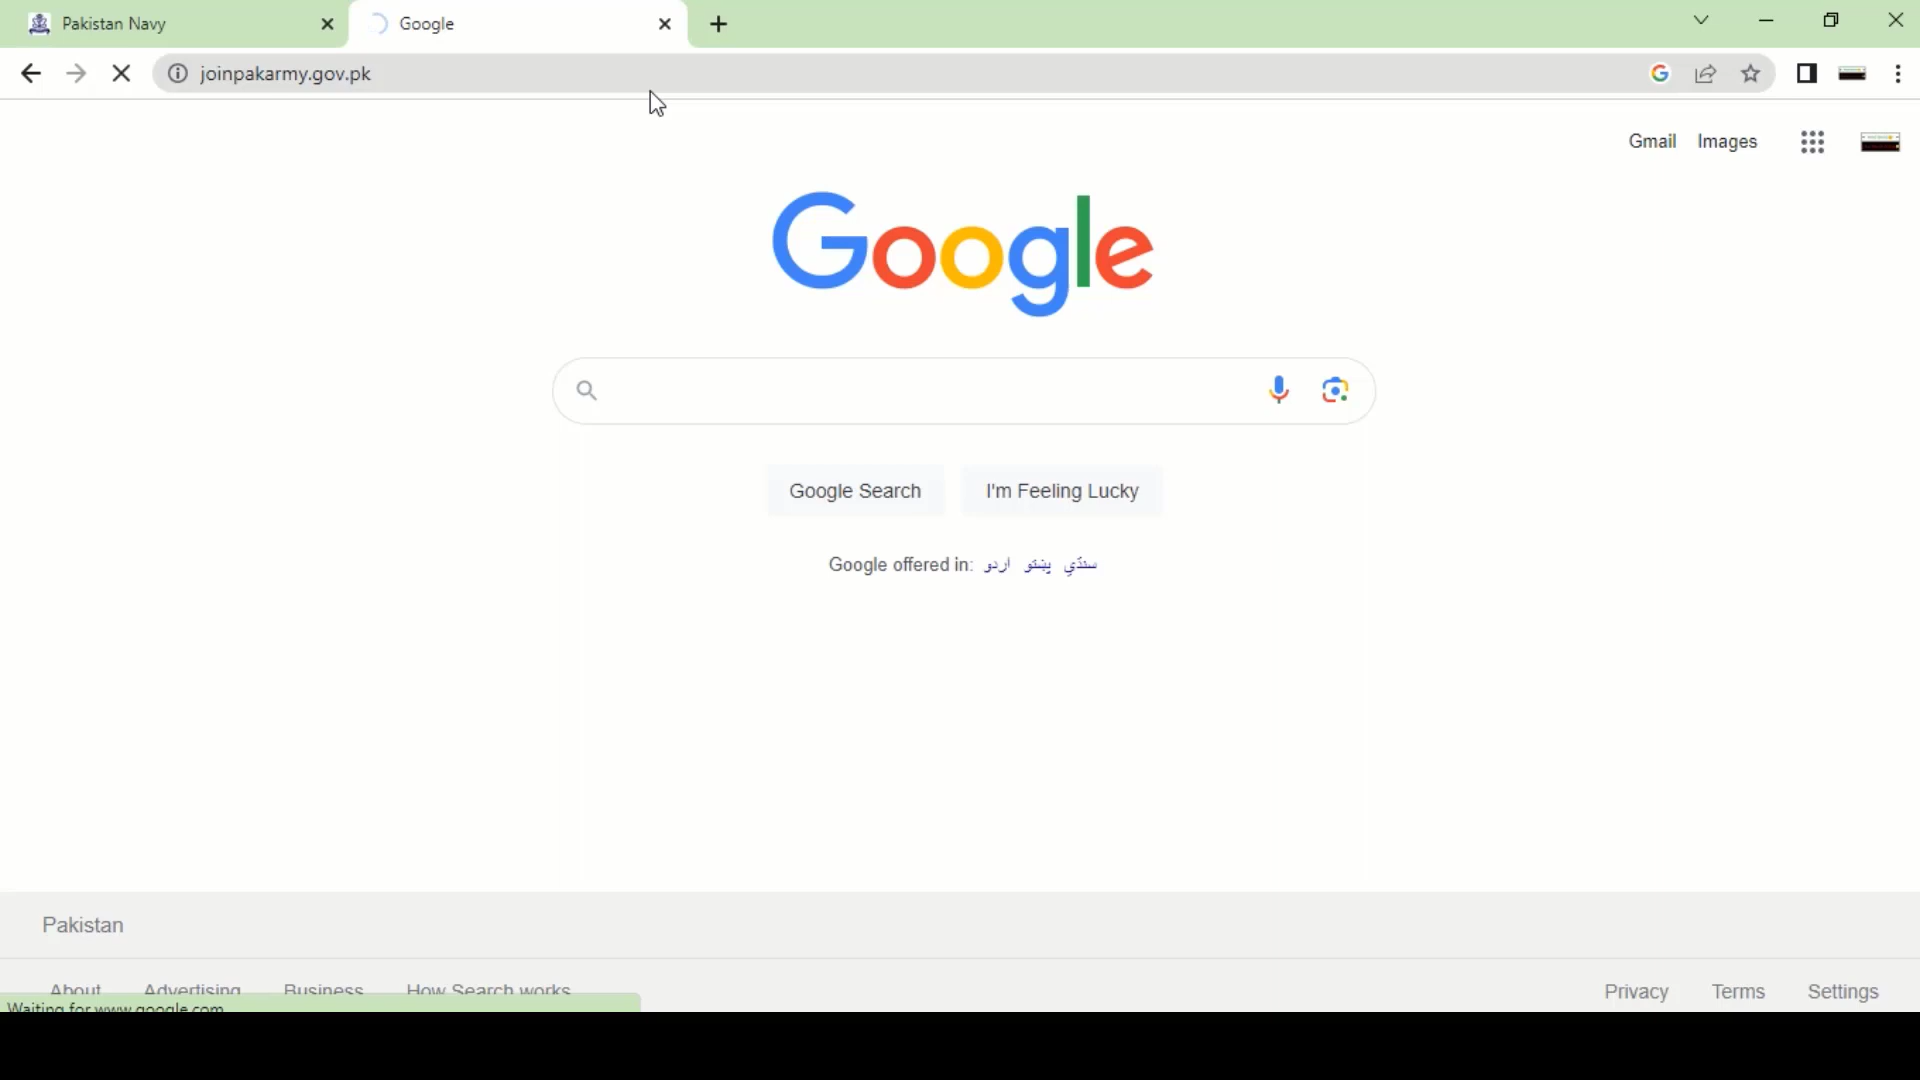 Pakistan Navy
Google
joinpakarmy.gov.pk
Gmail Images
Google
Google Search I'm Feeling Lucky
Google offered in: اردو پښتو سنڌي
Pakistan
About Advertising Business How Search works Privacy Terms Settings
Waiting for www.google.com